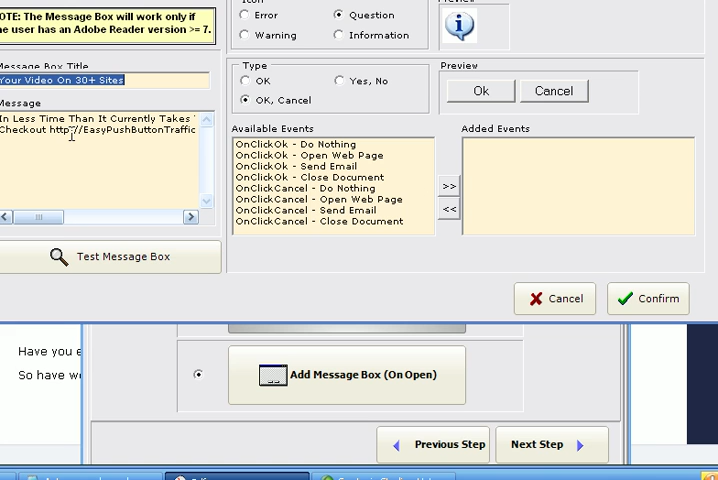 OTE: The Message Box will work only if
he user has an Adobe Reader version >= 7.
Message Box Title
Your Video On 30+ Sites
Message
In Less Time Than It Currently Takes
Checkout http://EasyPushButtonTraffic
Test Message Box
Icon
Error
Question
Warning
Information
Preview
Type
OK
Yes, No
OK, Cancel
Preview
Ok
Cancel
Available Events
OnClickOk - Do Nothing
OnClickOk - Open Web Page
OnClickOk - Send Email
OnClickOk - Close Document
OnClickCancel - Do Nothing
OnClickCancel - Open Web Page
OnClickCancel - Send Email
OnClickCancel - Close Document
>>
<<
Added Events
Cancel
Confirm
Have you e
So have w
Add Message Box (On Open)
Previous Step
Next Step